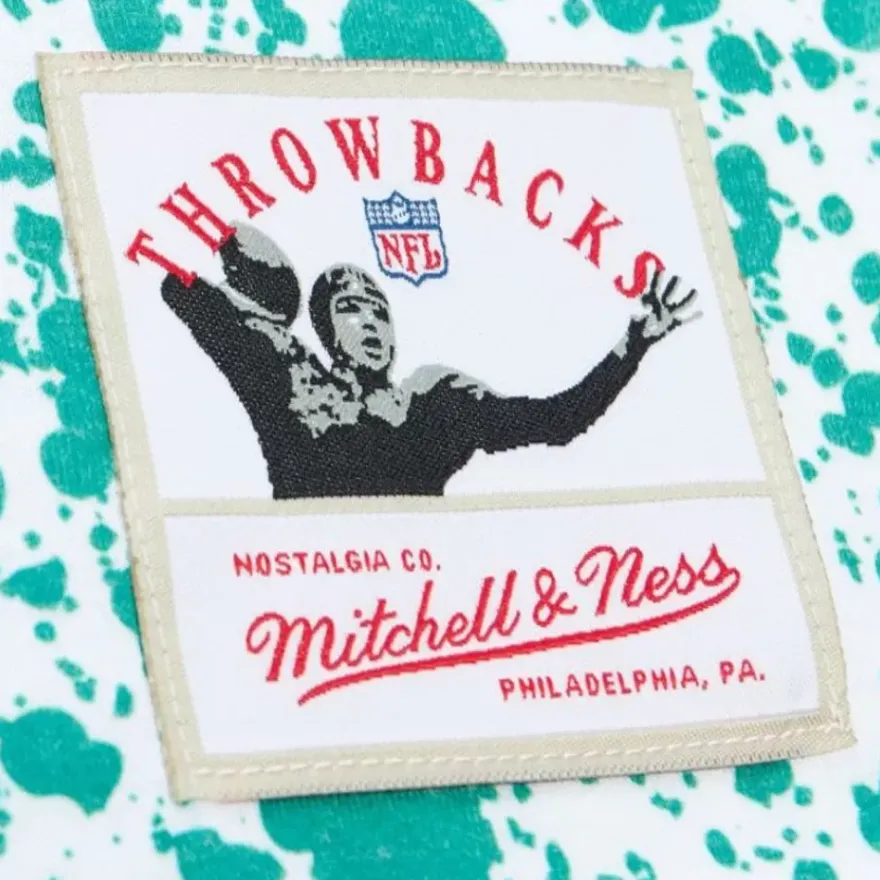 THROWBACKS
NFL
NOSTALGIA CO.
Mitchell & Ness
PHILADELPHIA, PA.